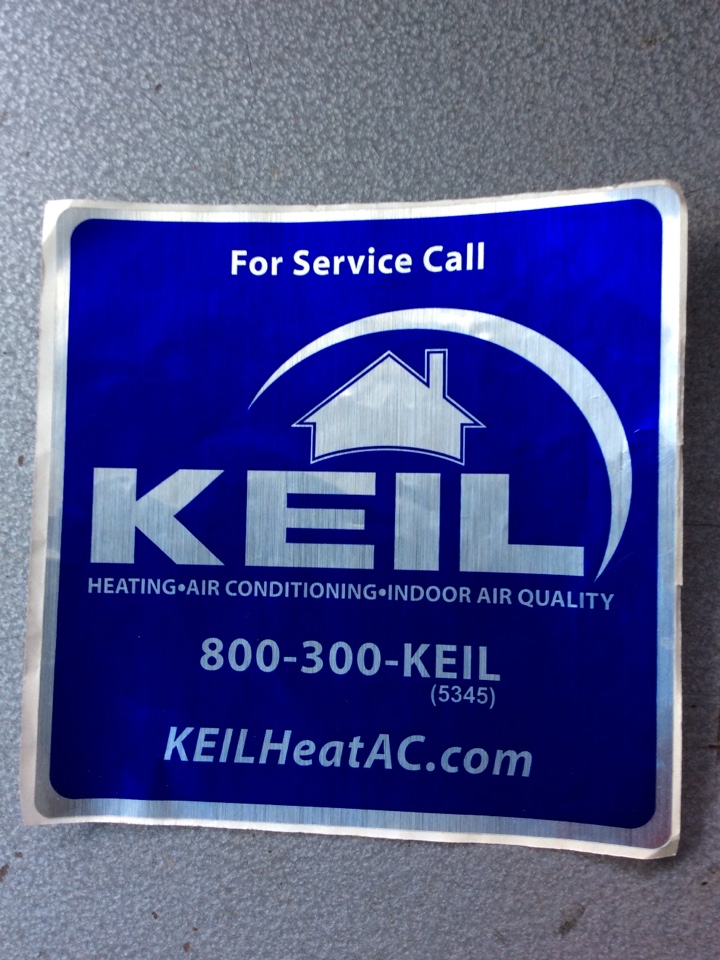 For Service Call
KEIL
HEATING•AIR CONDITIONING•INDOOR AIR QUALITY
800-300-KEIL
(5345)
KEILHeatAC.com